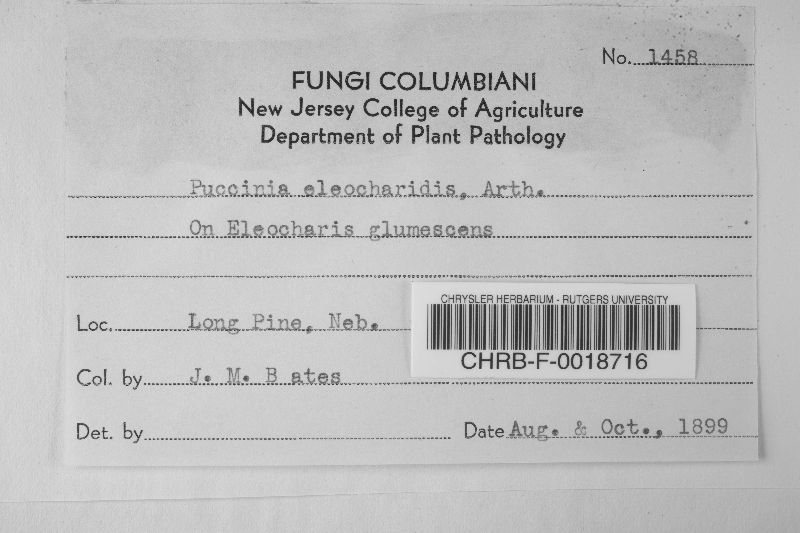 No. 1458
FUNGI COLUMBIANI
New Jersey College of Agriculture
Department of Plant Pathology
Puccinia eleocharidis, Arth.
On Eleocharis glumescens
CHRYSLER HERBARIUM - RUTGERS UNIVERSITY
Loc. Long Pine, Neb.
CHRB-F-0018716
Col. by J. M. B ates
Det. by Date Aug. & Oct., 1899